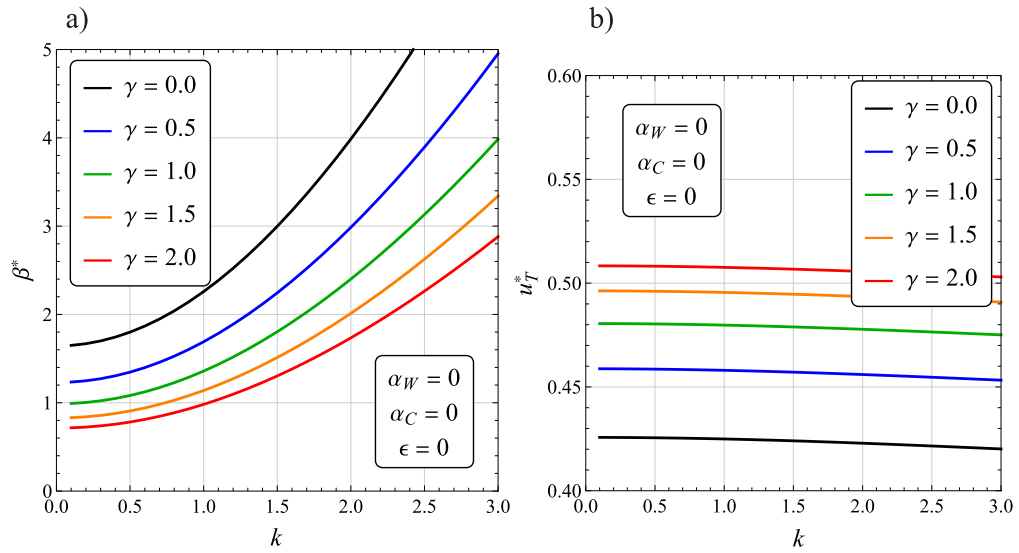 a)
5
4
3
2
1
0
β*
γ = 0.0
γ = 0.5
γ = 1.0
γ = 1.5
γ = 2.0
α_W = 0
α_C = 0
ϵ = 0
0.0 0.5 1.0 1.5 2.0 2.5 3.0
k
b)
0.60
0.55
0.50
0.45
0.40
u*_T
α_W = 0
α_C = 0
ϵ = 0
γ = 0.0
γ = 0.5
γ = 1.0
γ = 1.5
γ = 2.0
0.0 0.5 1.0 1.5 2.0 2.5 3.0
k